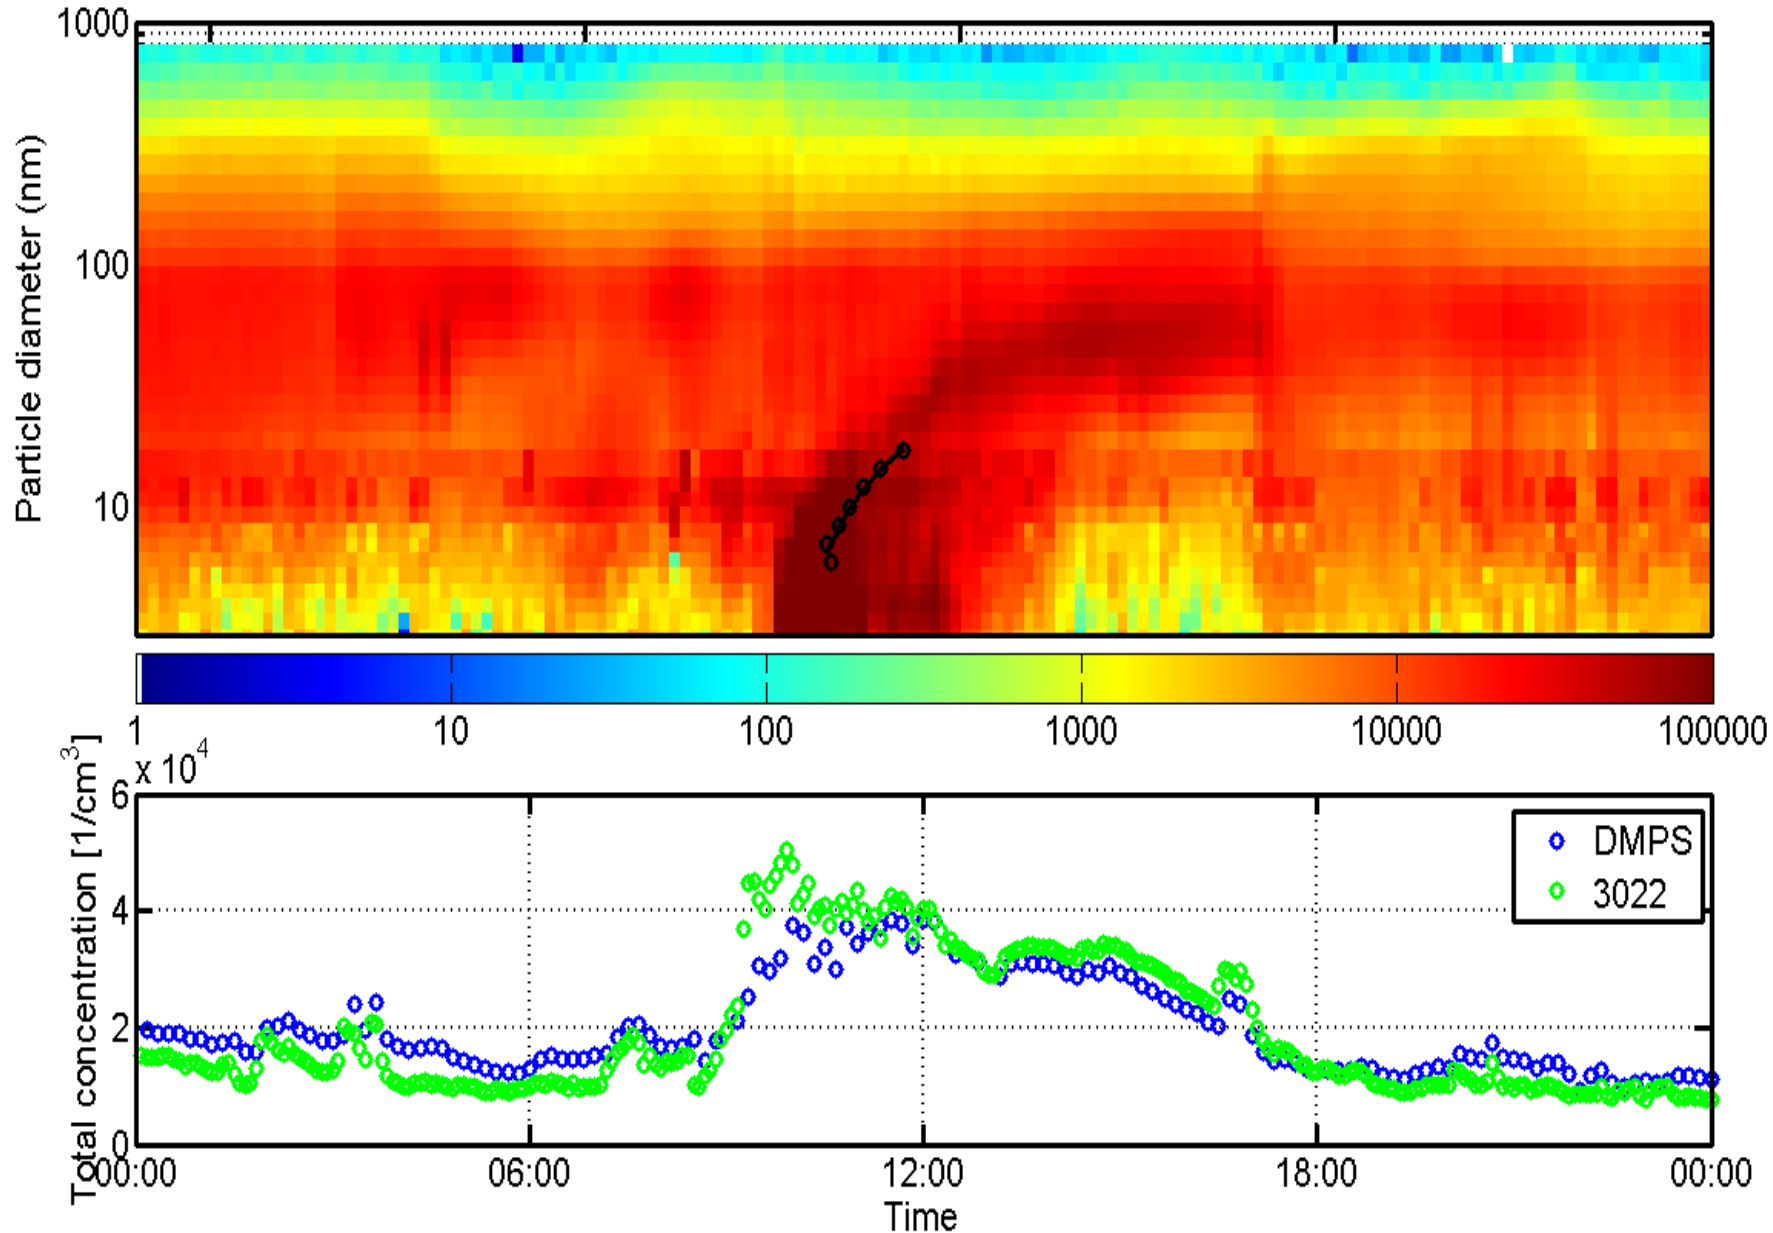 1000
100
10
Particle diameter (nm)
1 10 100 1000 10000 100000
x 10^4
6
4
2
0
Total concentration [1/cm^3]
DMPS
3022
00:00 06:00 12:00 18:00 00:00
Time